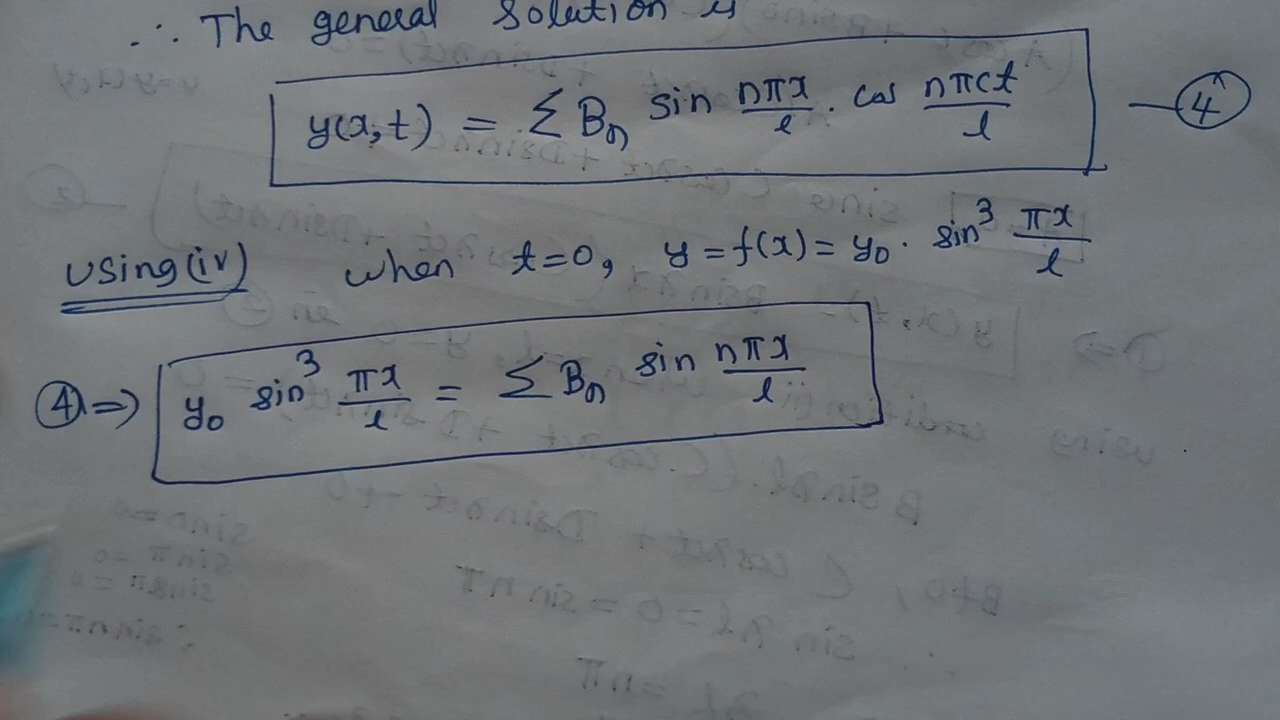 ∴ The general solution is
y(x,t) = Σ Bn sin nπx/l . cos nπct/l — 4
using (iv) when t=0, y = f(x) = y0 . sin³ πx/l
4 ⇒ y0 sin³ πx/l = Σ Bn sin nπx/l